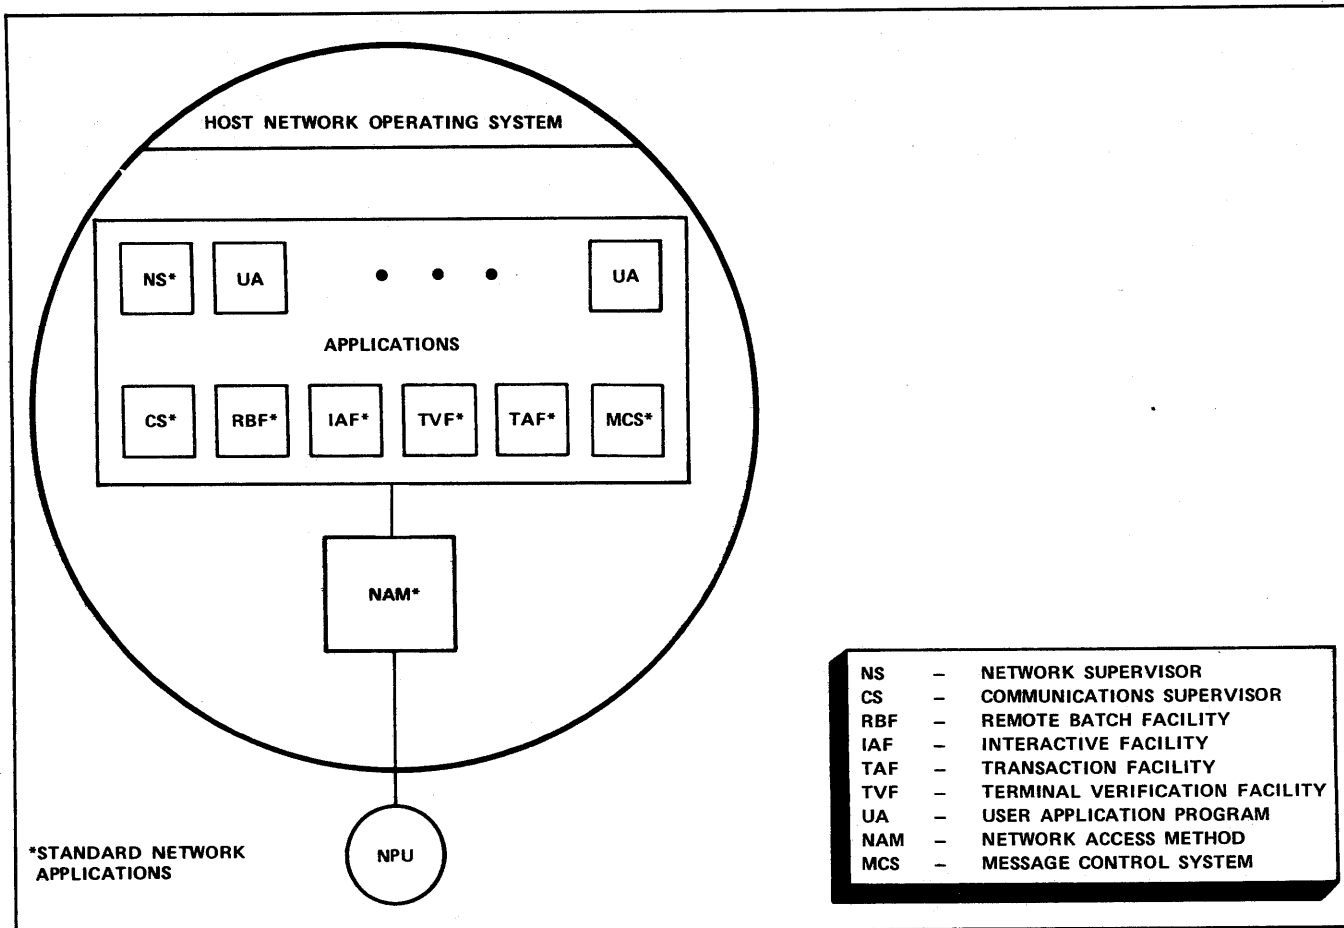 HOST NETWORK OPERATING SYSTEM
NS* UA • • • UA
APPLICATIONS
CS* RBF* IAF* TVF* TAF* MCS*
NAM*
NPU
*STANDARD NETWORK
APPLICATIONS
NS – NETWORK SUPERVISOR
CS – COMMUNICATIONS SUPERVISOR
RBF – REMOTE BATCH FACILITY
IAF – INTERACTIVE FACILITY
TAF – TRANSACTION FACILITY
TVF – TERMINAL VERIFICATION FACILITY
UA – USER APPLICATION PROGRAM
NAM – NETWORK ACCESS METHOD
MCS – MESSAGE CONTROL SYSTEM